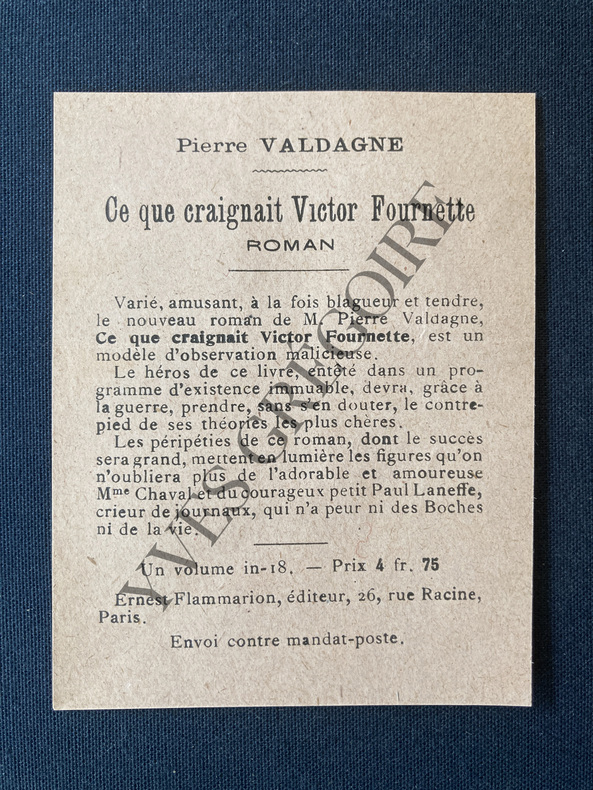 Pierre VALDAGNE
Ce que craignait Victor Fournette
ROMAN
Varié, amusant, à la fois blagueur et tendre,
le nouveau roman de M. Pierre Valdagne,
Ce que craignait Victor Fournette, est un
modèle d'observation malicieuse.
Le héros de ce livre, entêté dans un pro-
gramme d'existence immuable, devra, grâce à
la guerre, prendre, sans s'en douter, le contre-
pied de ses théories les plus chères.
Les péripéties de ce roman, dont le succès
sera grand, mettent en lumière les figures qu'on
n'oubliera plus de l'adorable et amoureuse
Mme Chaval et du courageux petit Paul Laneffe,
crieur de journaux, qui n'a peur ni des Boches
ni de la vie.
Un volume in-18. — Prix 4 fr. 75
Ernest Flammarion, éditeur, 26, rue Racine,
Paris.
Envoi contre mandat-poste.
YVES GRÉGOIRE